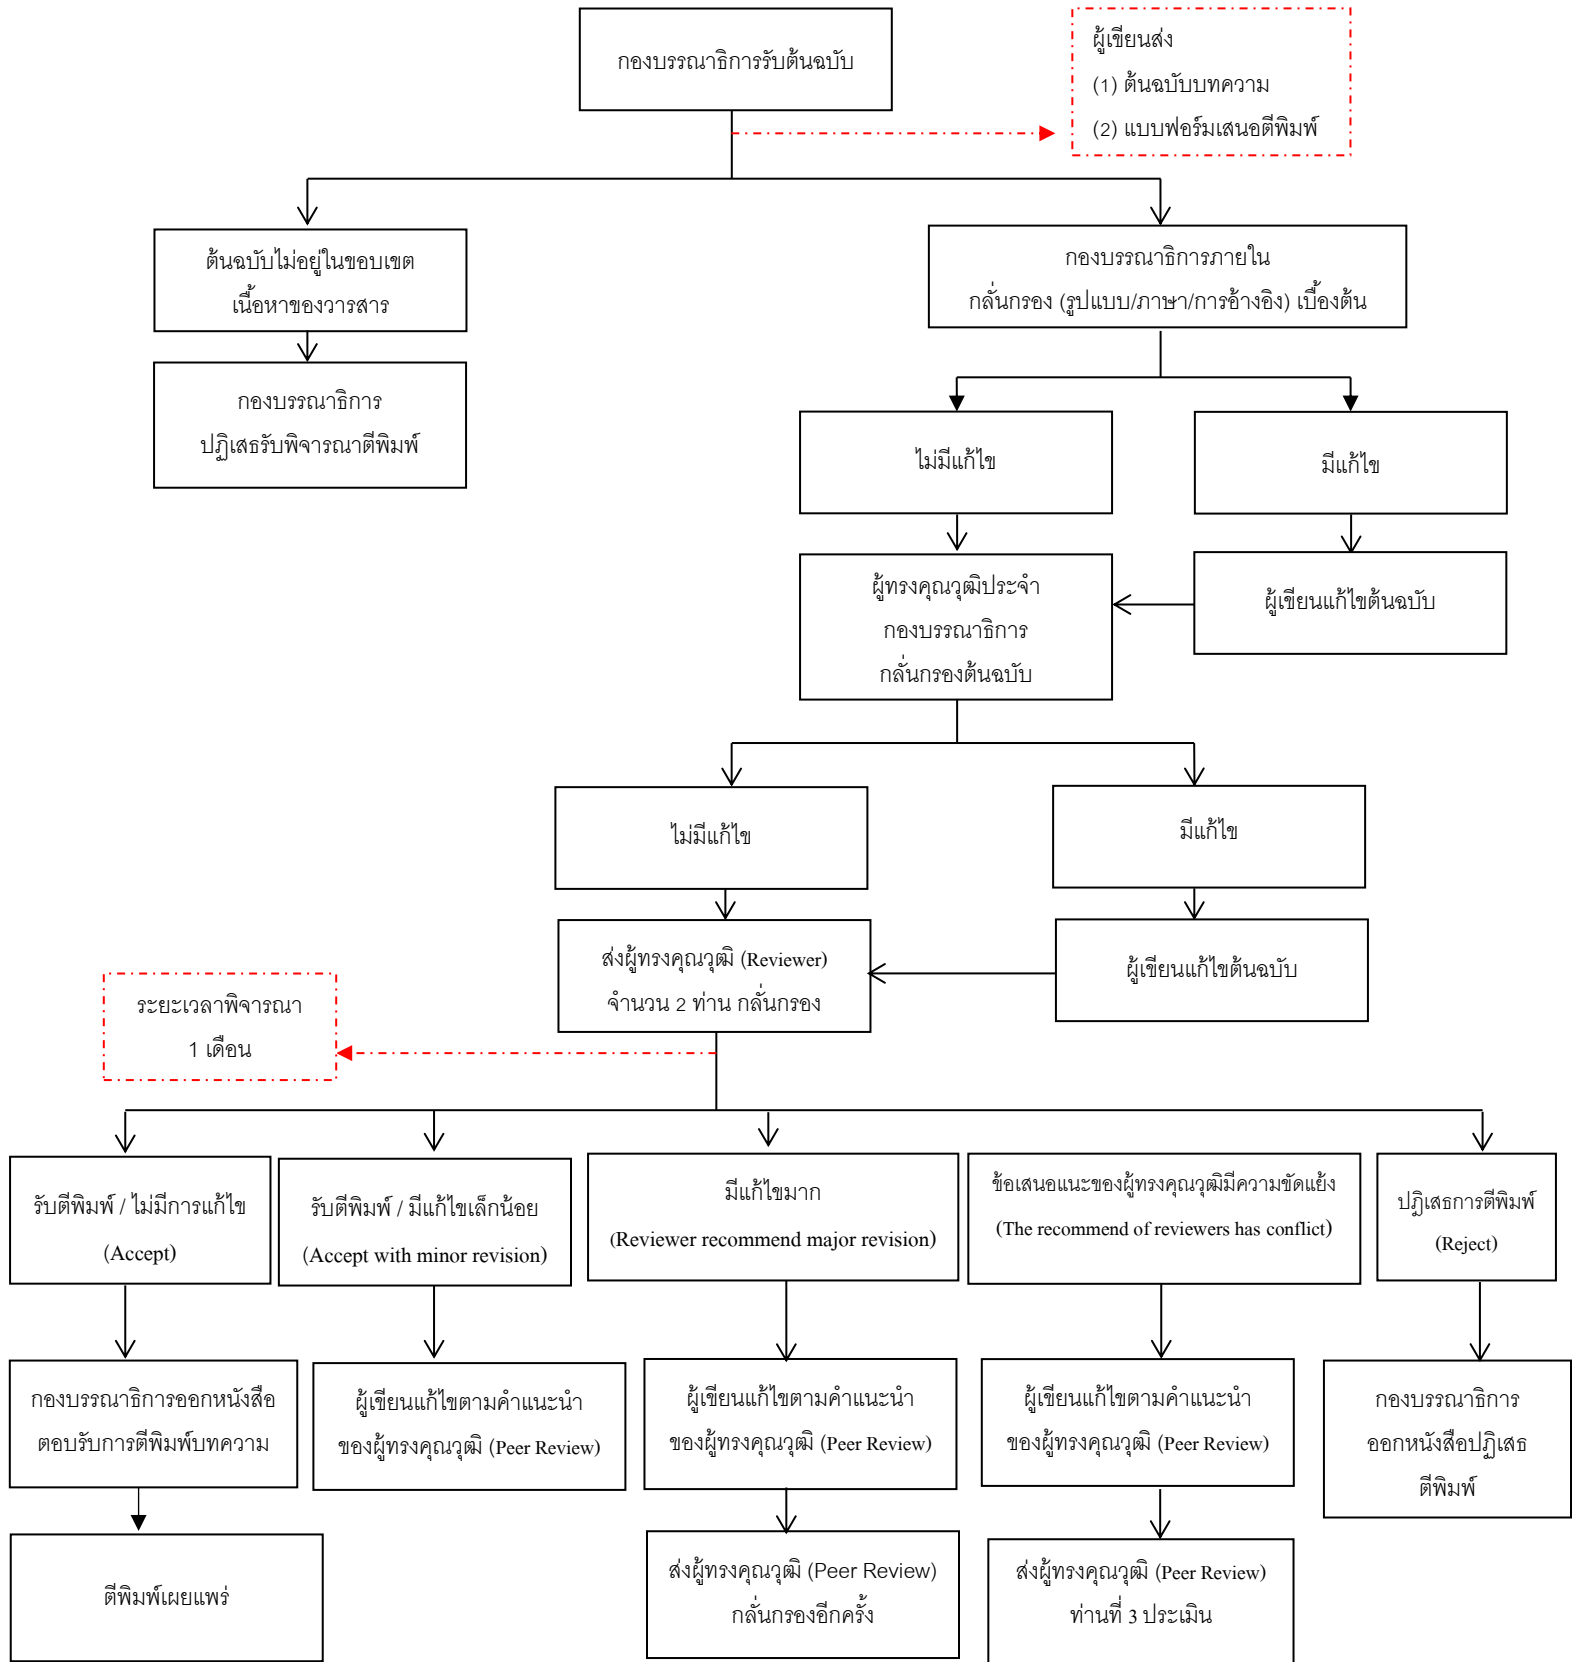 กองบรรณาธิการรับต้นฉบับ
ผู้เขียนส่ง
(1) ต้นฉบับบทความ
(2) แบบฟอร์มเสนอตีพิมพ์
ต้นฉบับไม่อยู่ในขอบเขต
เนื้อหาของวารสาร
กองบรรณาธิการภายใน
กลั่นกรอง (รูปแบบ/ภาษา/การอ้างอิง) เบื้องต้น
กองบรรณาธิการ
ปฏิเสธรับพิจารณาตีพิมพ์
ไม่มีแก้ไข
มีแก้ไข
ผู้ทรงคุณวุฒิประจำ
กองบรรณาธิการ
กลั่นกรองต้นฉบับ
ผู้เขียนแก้ไขต้นฉบับ
ไม่มีแก้ไข
มีแก้ไข
ส่งผู้ทรงคุณวุฒิ (Reviewer)
จำนวน 2 ท่าน กลั่นกรอง
ผู้เขียนแก้ไขต้นฉบับ
ระยะเวลาพิจารณา
1 เดือน
รับตีพิมพ์ / ไม่มีการแก้ไข
(Accept)
รับตีพิมพ์ / มีแก้ไขเล็กน้อย
(Accept with minor revision)
มีแก้ไขมาก
(Reviewer recommend major revision)
ข้อเสนอแนะของผู้ทรงคุณวุฒิมีความขัดแย้ง
(The recommend of reviewers has conflict)
ปฏิเสธการตีพิมพ์
(Reject)
กองบรรณาธิการออกหนังสือ
ตอบรับการตีพิมพ์บทความ
ผู้เขียนแก้ไขตามคำแนะนำ
ของผู้ทรงคุณวุฒิ (Peer Review)
ผู้เขียนแก้ไขตามคำแนะนำ
ของผู้ทรงคุณวุฒิ (Peer Review)
ผู้เขียนแก้ไขตามคำแนะนำ
ของผู้ทรงคุณวุฒิ (Peer Review)
กองบรรณาธิการ
ออกหนังสือปฏิเสธ
ตีพิมพ์
ตีพิมพ์เผยแพร่
ส่งผู้ทรงคุณวุฒิ (Peer Review)
กลั่นกรองอีกครั้ง
ส่งผู้ทรงคุณวุฒิ (Peer Review)
ท่านที่ 3 ประเมิน